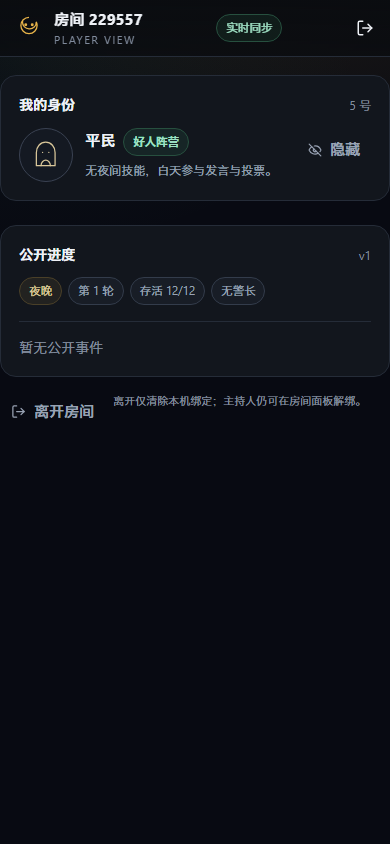 房间 229557
PLAYER VIEW
实时同步
我的身份
5 号
平民
好人阵营
无夜间技能，白天参与发言与投票。
隐藏
公开进度
v1
夜晚
第 1 轮
存活 12/12
无警长
暂无公开事件
离开房间
离开仅清除本机绑定；主持人仍可在房间面板解绑。